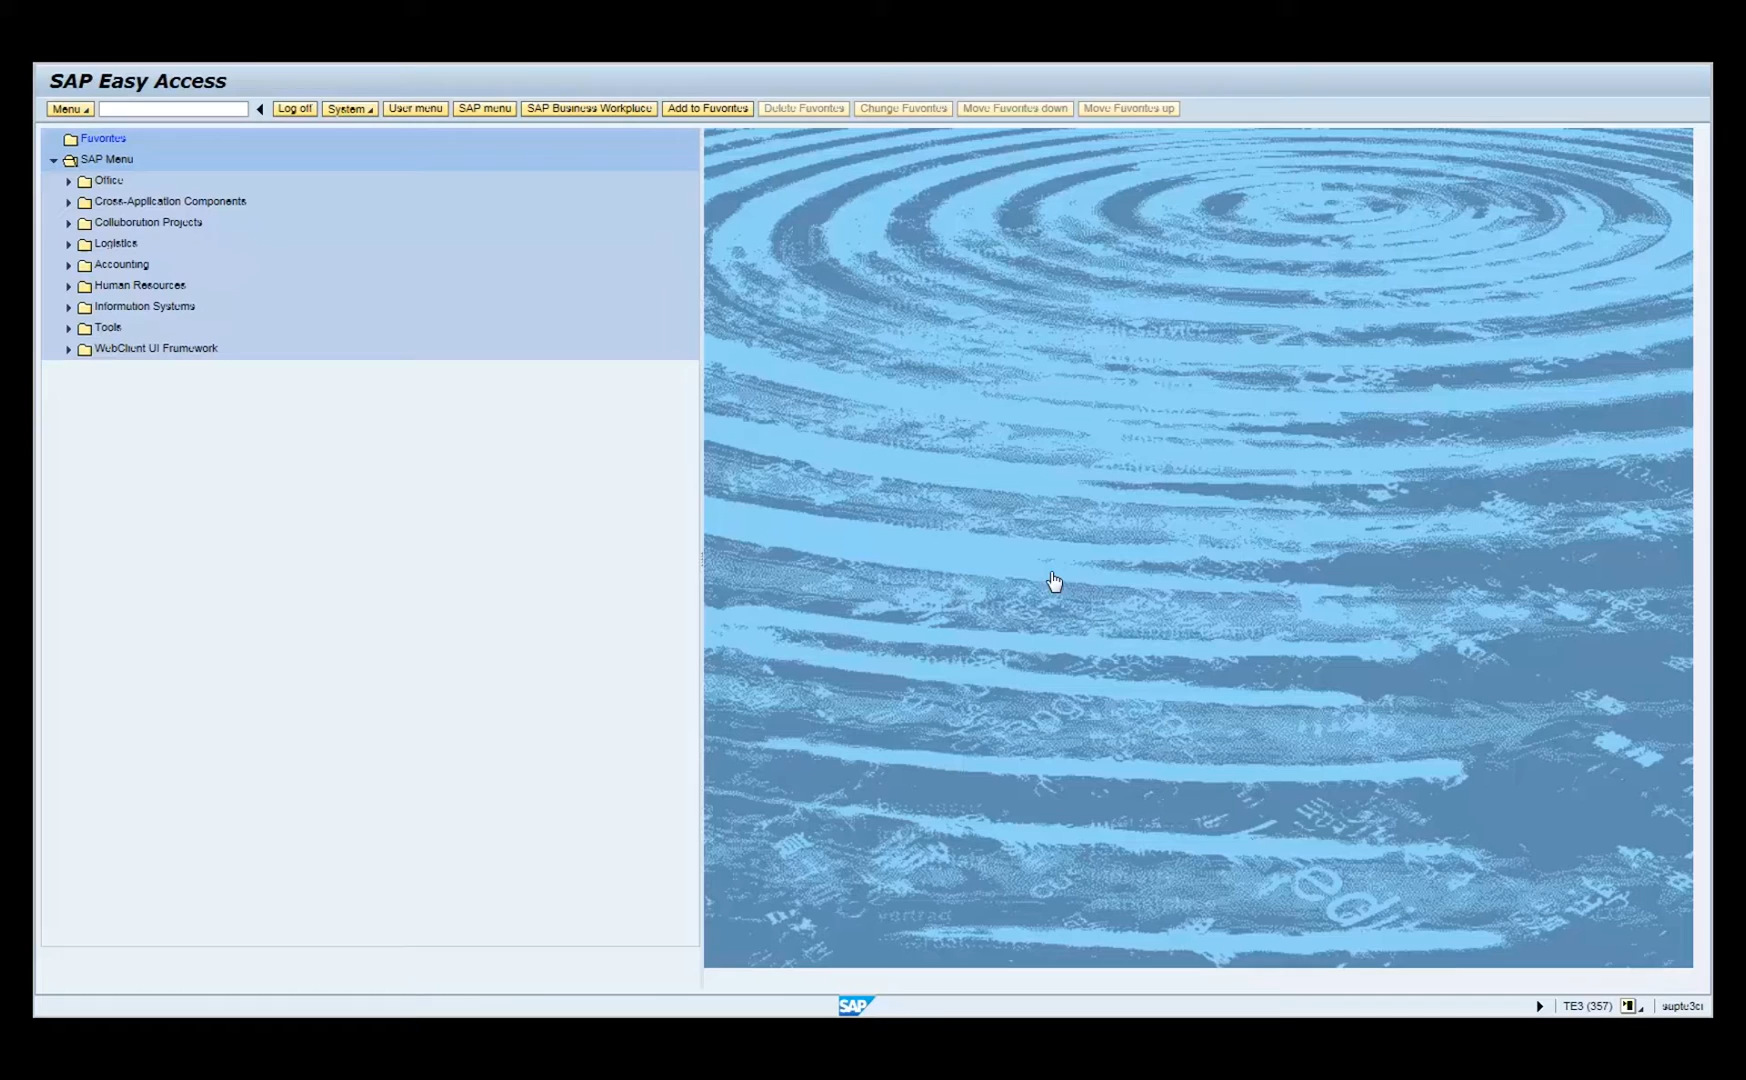 SAP Easy Access
Menu
Log off
System
User menu
SAP menu
SAP Business Workplace
Add to Favorites
Delete Favorites
Change Favorites
Move Favorites down
Move Favorites up
Favorites
SAP Menu
Office
Cross-Application Components
Collaboration Projects
Logistics
Accounting
Human Resources
Information Systems
Tools
WebClient UI Framework
redit
SAP
TE3 (357)